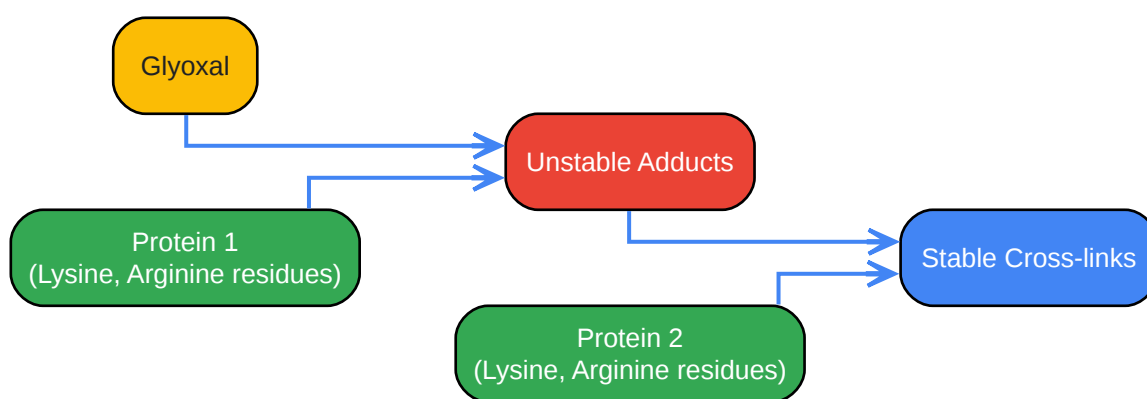 Glyoxal
Unstable Adducts
Protein 1
(Lysine, Arginine residues)
Stable Cross-links
Protein 2
(Lysine, Arginine residues)